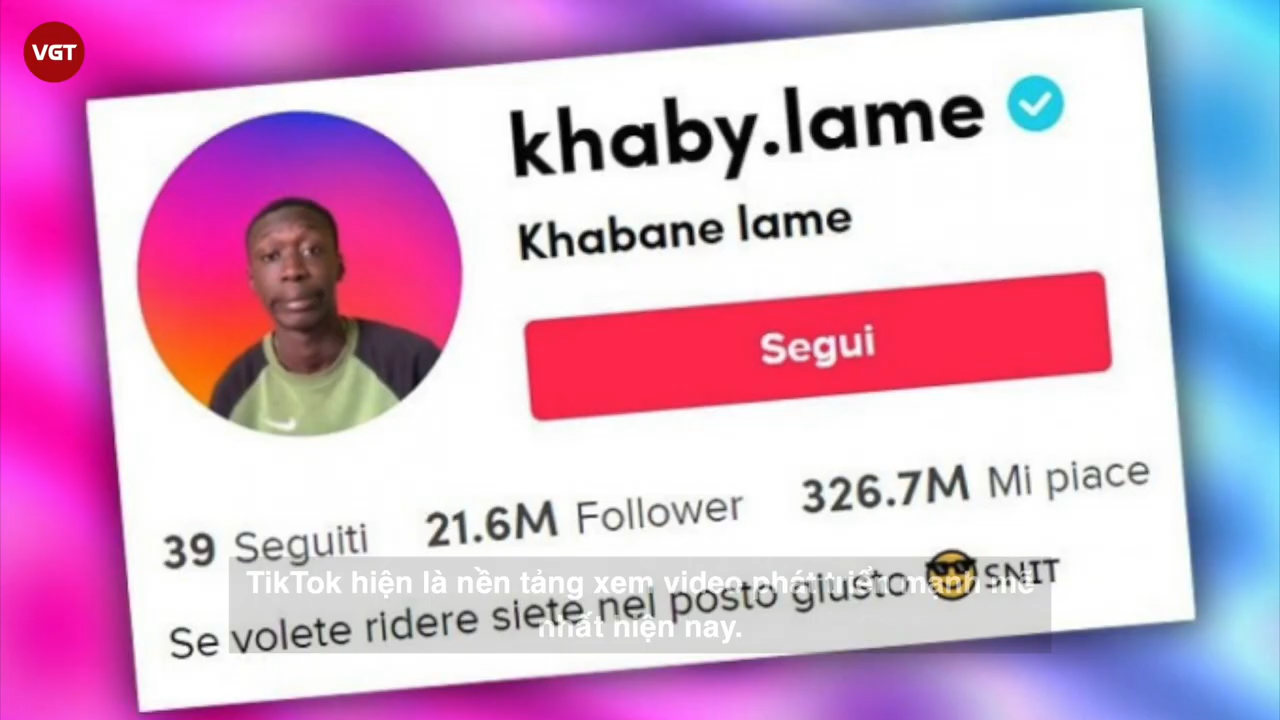 VGT
khaby.lame
Khabane lame
Segui
39 Seguiti 21.6M Follower 326.7M Mi piace
Se volete ridere siete nel posto giusto 🤓 SNIT
TikTok hiện là nền tảng xem video phát triển mạnh mẽ
nhất hiện nay.